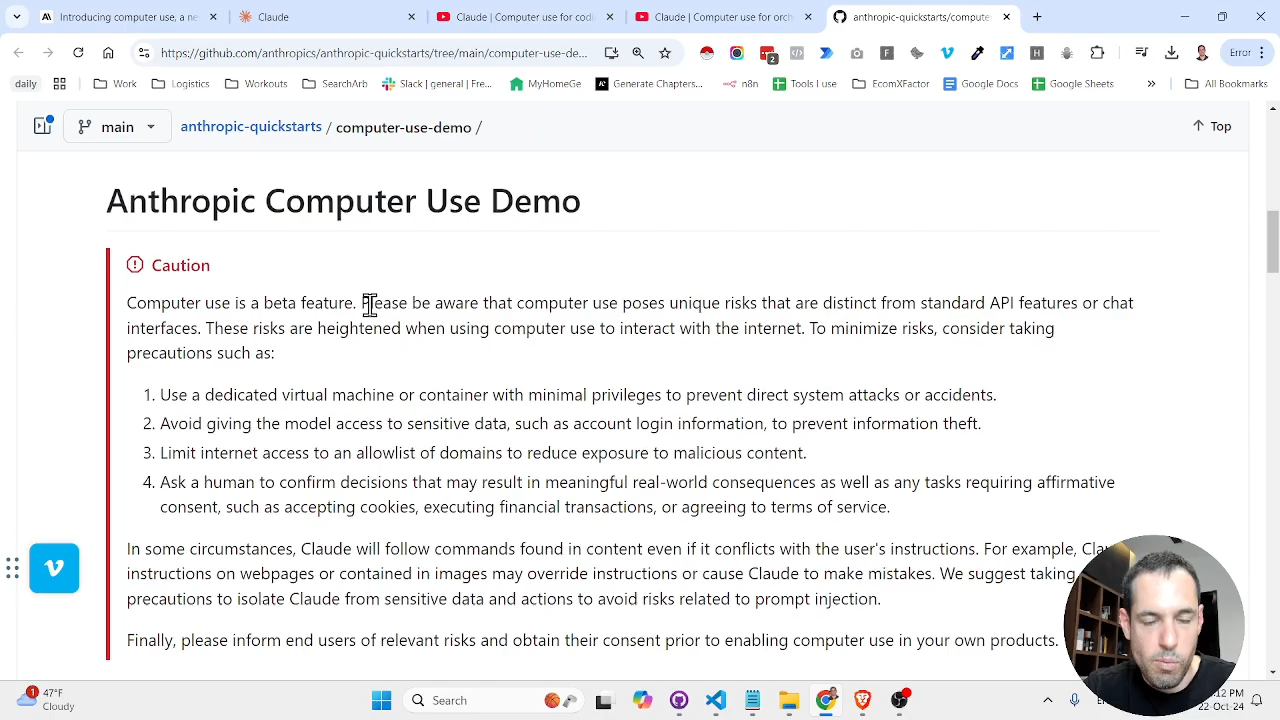 Introducing computer use, a ne
Claude
Claude | Computer use for codi
Claude | Computer use for orch
anthropic-quickstarts/compute
https://github.com/anthropics/anthropic-quickstarts/tree/main/computer-use-de...
2
F
H
Error
daily
Work
Logistics
Workouts
SearchArb
Slack | general | Fre...
MyHomeGe
Generate Chapters...
n8n
Tools I use
EcomXFactor
Google Docs
Google Sheets
All Bookmarks
main
anthropic-quickstarts / computer-use-demo /
Top
Anthropic Computer Use Demo
Caution
Computer use is a beta feature. Please be aware that computer use poses unique risks that are distinct from standard API features or chat
interfaces. These risks are heightened when using computer use to interact with the internet. To minimize risks, consider taking
precautions such as:
1. Use a dedicated virtual machine or container with minimal privileges to prevent direct system attacks or accidents.
2. Avoid giving the model access to sensitive data, such as account login information, to prevent information theft.
3. Limit internet access to an allowlist of domains to reduce exposure to malicious content.
4. Ask a human to confirm decisions that may result in meaningful real-world consequences as well as any tasks requiring affirmative
consent, such as accepting cookies, executing financial transactions, or agreeing to terms of service.
In some circumstances, Claude will follow commands found in content even if it conflicts with the user's instructions. For example,
instructions on webpages or contained in images may override instructions or cause Claude to make mistakes. We suggest taking
precautions to isolate Claude from sensitive data and actions to avoid risks related to prompt injection.
Finally, please inform end users of relevant risks and obtain their consent prior to enabling computer use in your own products.
1
47°F
Cloudy
Search